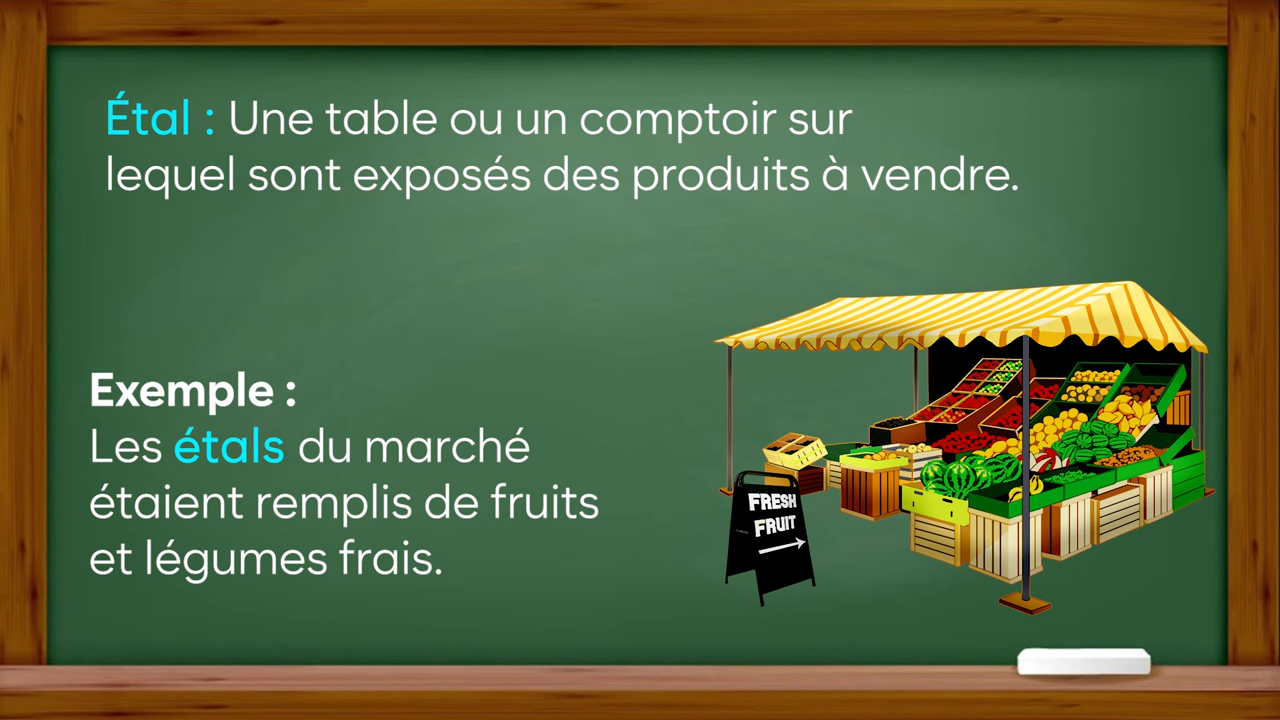 Étal : Une table ou un comptoir sur
lequel sont exposés des produits à vendre.
Exemple :
Les étals du marché
étaient remplis de fruits
et légumes frais.
FRESH
FRUIT